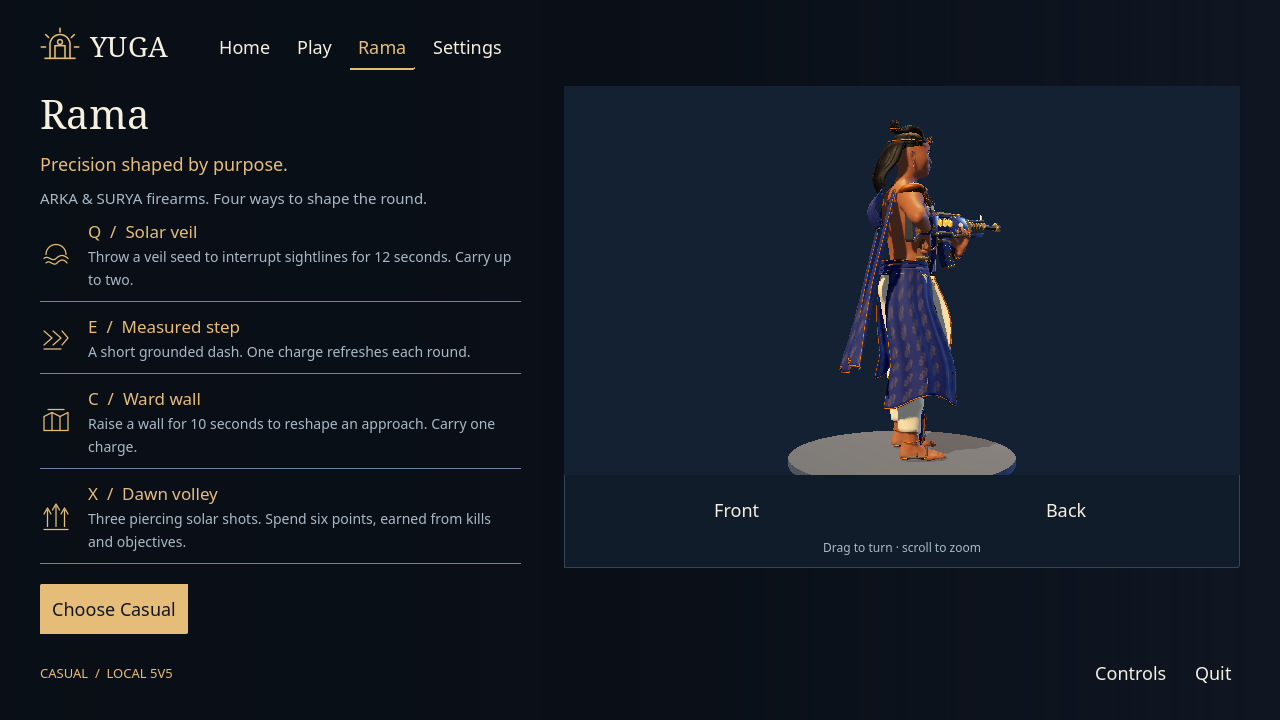 YUGA
Home
Play
Rama
Settings
Rama
Precision shaped by purpose.
ARKA & SURYA firearms. Four ways to shape the round.
Q / Solar veil
Throw a veil seed to interrupt sightlines for 12 seconds. Carry up
to two.
E / Measured step
A short grounded dash. One charge refreshes each round.
C / Ward wall
Raise a wall for 10 seconds to reshape an approach. Carry one
charge.
X / Dawn volley
Three piercing solar shots. Spend six points, earned from kills
and objectives.
Choose Casual
Front
Back
Drag to turn · scroll to zoom
CASUAL / LOCAL 5V5
Controls
Quit